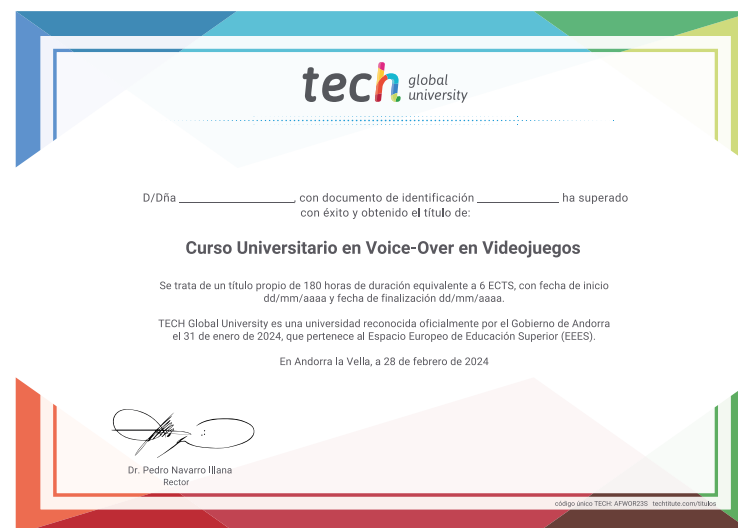 tech global university
D/Dña ____________________, con documento de identificación ______________ ha superado
con éxito y obtenido el título de:
Curso Universitario en Voice-Over en Videojuegos
Se trata de un título propio de 180 horas de duración equivalente a 6 ECTS, con fecha de inicio
dd/mm/aaaa y fecha de finalización dd/mm/aaaa.
TECH Global University es una universidad reconocida oficialmente por el Gobierno de Andorra
el 31 de enero de 2024, que pertenece al Espacio Europeo de Educación Superior (EEES).
En Andorra la Vella, a 28 de febrero de 2024
Dr. Pedro Navarro Illana
Rector
código único TECH: AFWOR23S techtitute.com/titulos